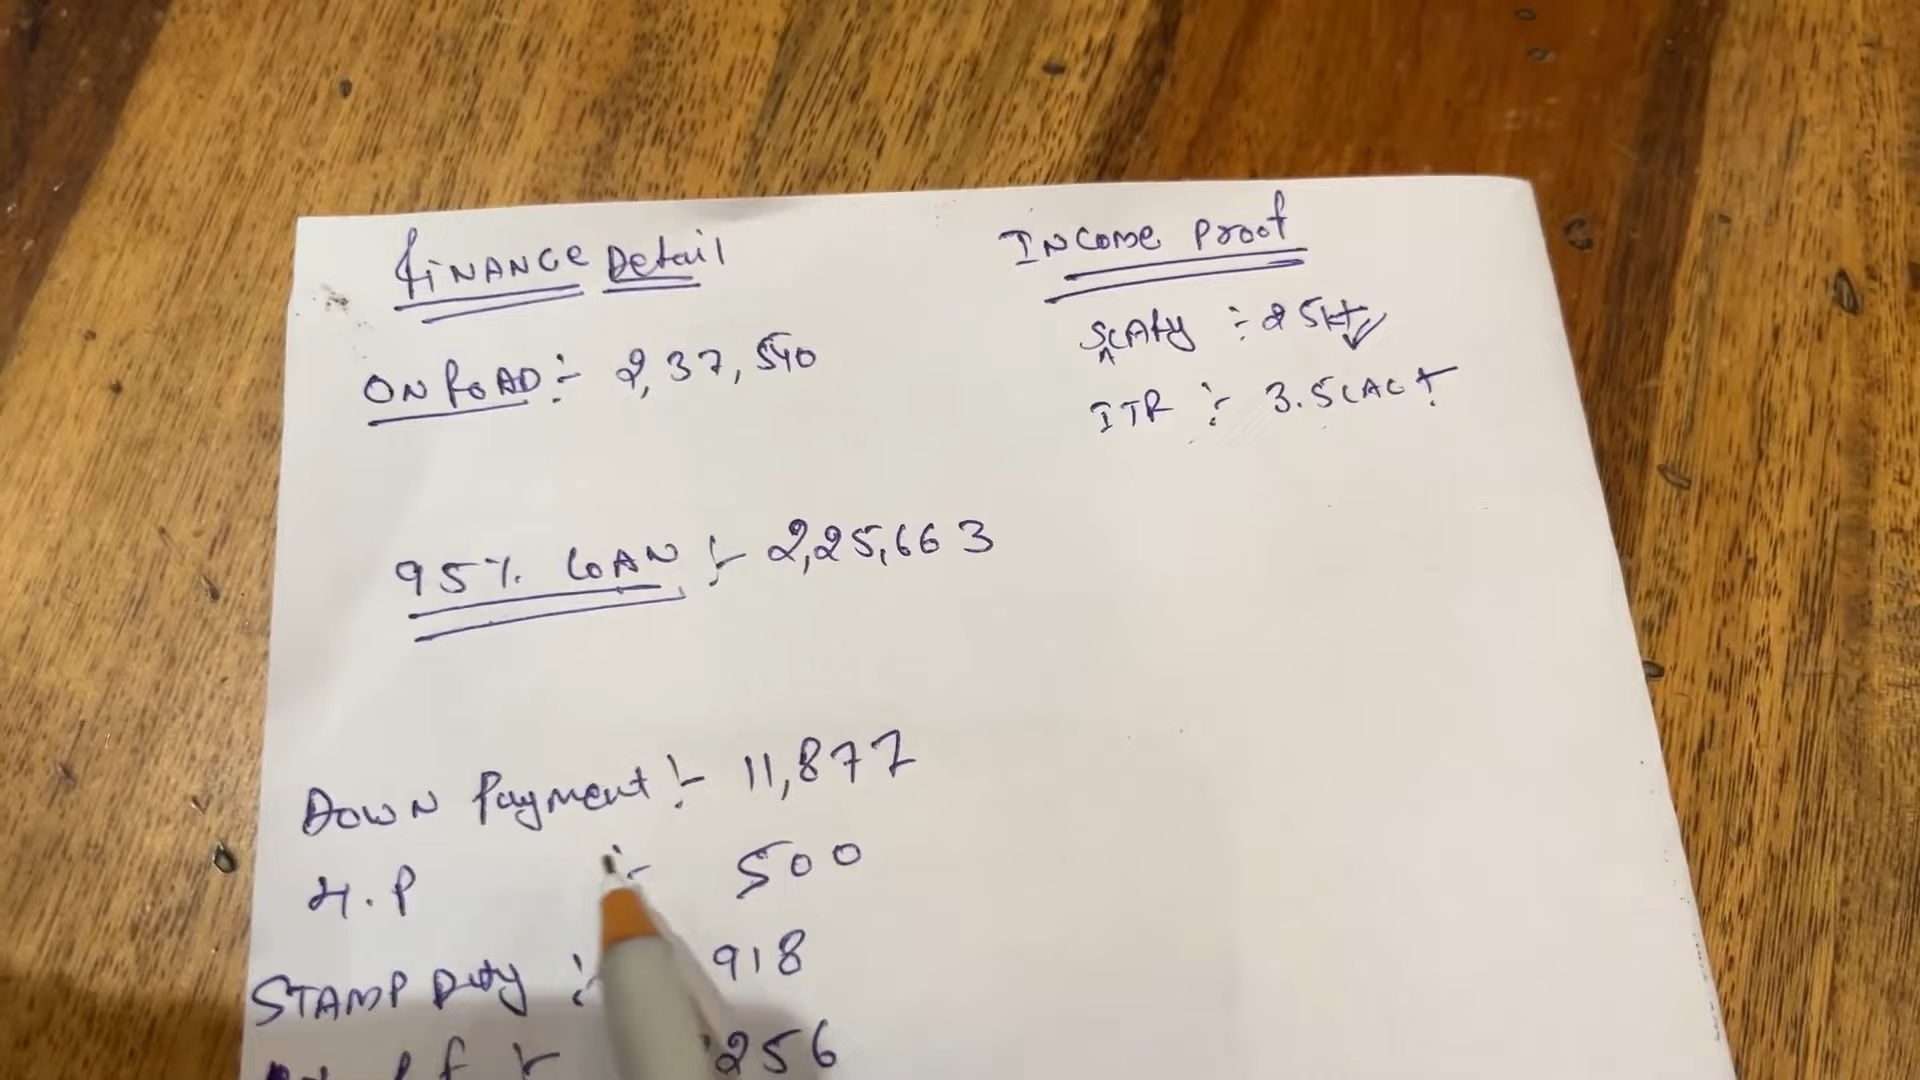 FINANCE Detail
ON ROAD :- 2,37,540
95% LOAN :- 2,25,663
DOWN Payment :- 11,877
H.P :- 500
STAMP Duty :- 918
256
INCOME Proof
:- 25k+
ITR :- 3.5LAC+